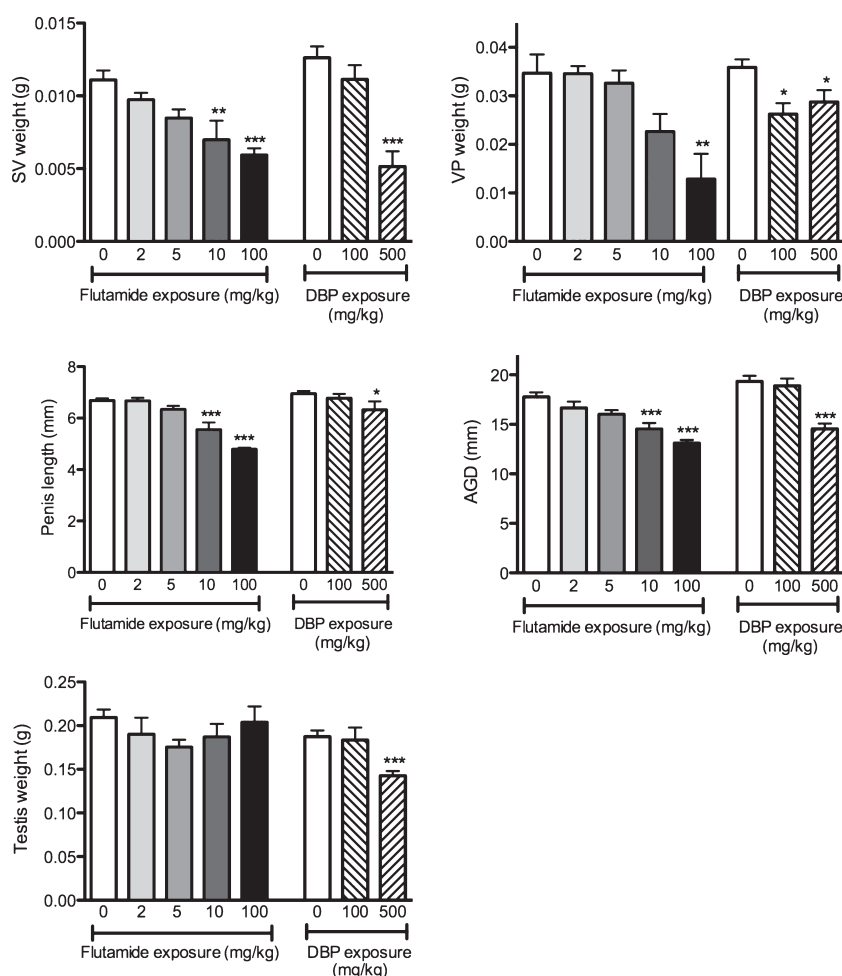 SV weight (g)
0.015
0.010
0.005
0.000
**
***
***
0 2 5 10 100 0 100 500
Flutamide exposure (mg/kg) DBP exposure
(mg/kg)
VP weight (g)
0.04
0.03
0.02
0.01
0.00
**
*
*
0 2 5 10 100 0 100 500
Flutamide exposure (mg/kg) DBP exposure
(mg/kg)
Penis length (mm)
8
6
4
2
0
***
***
*
0 2 5 10 100 0 100 500
Flutamide exposure (mg/kg) DBP exposure
(mg/kg)
AGD (mm)
20
15
10
5
0
***
***
***
0 2 5 10 100 0 100 500
Flutamide exposure (mg/kg) DBP exposure
(mg/kg)
Testis weight (g)
0.25
0.20
0.15
0.10
0.05
0.00
***
0 2 5 10 100 0 100 500
Flutamide exposure (mg/kg) DBP exposure
(mg/kg)